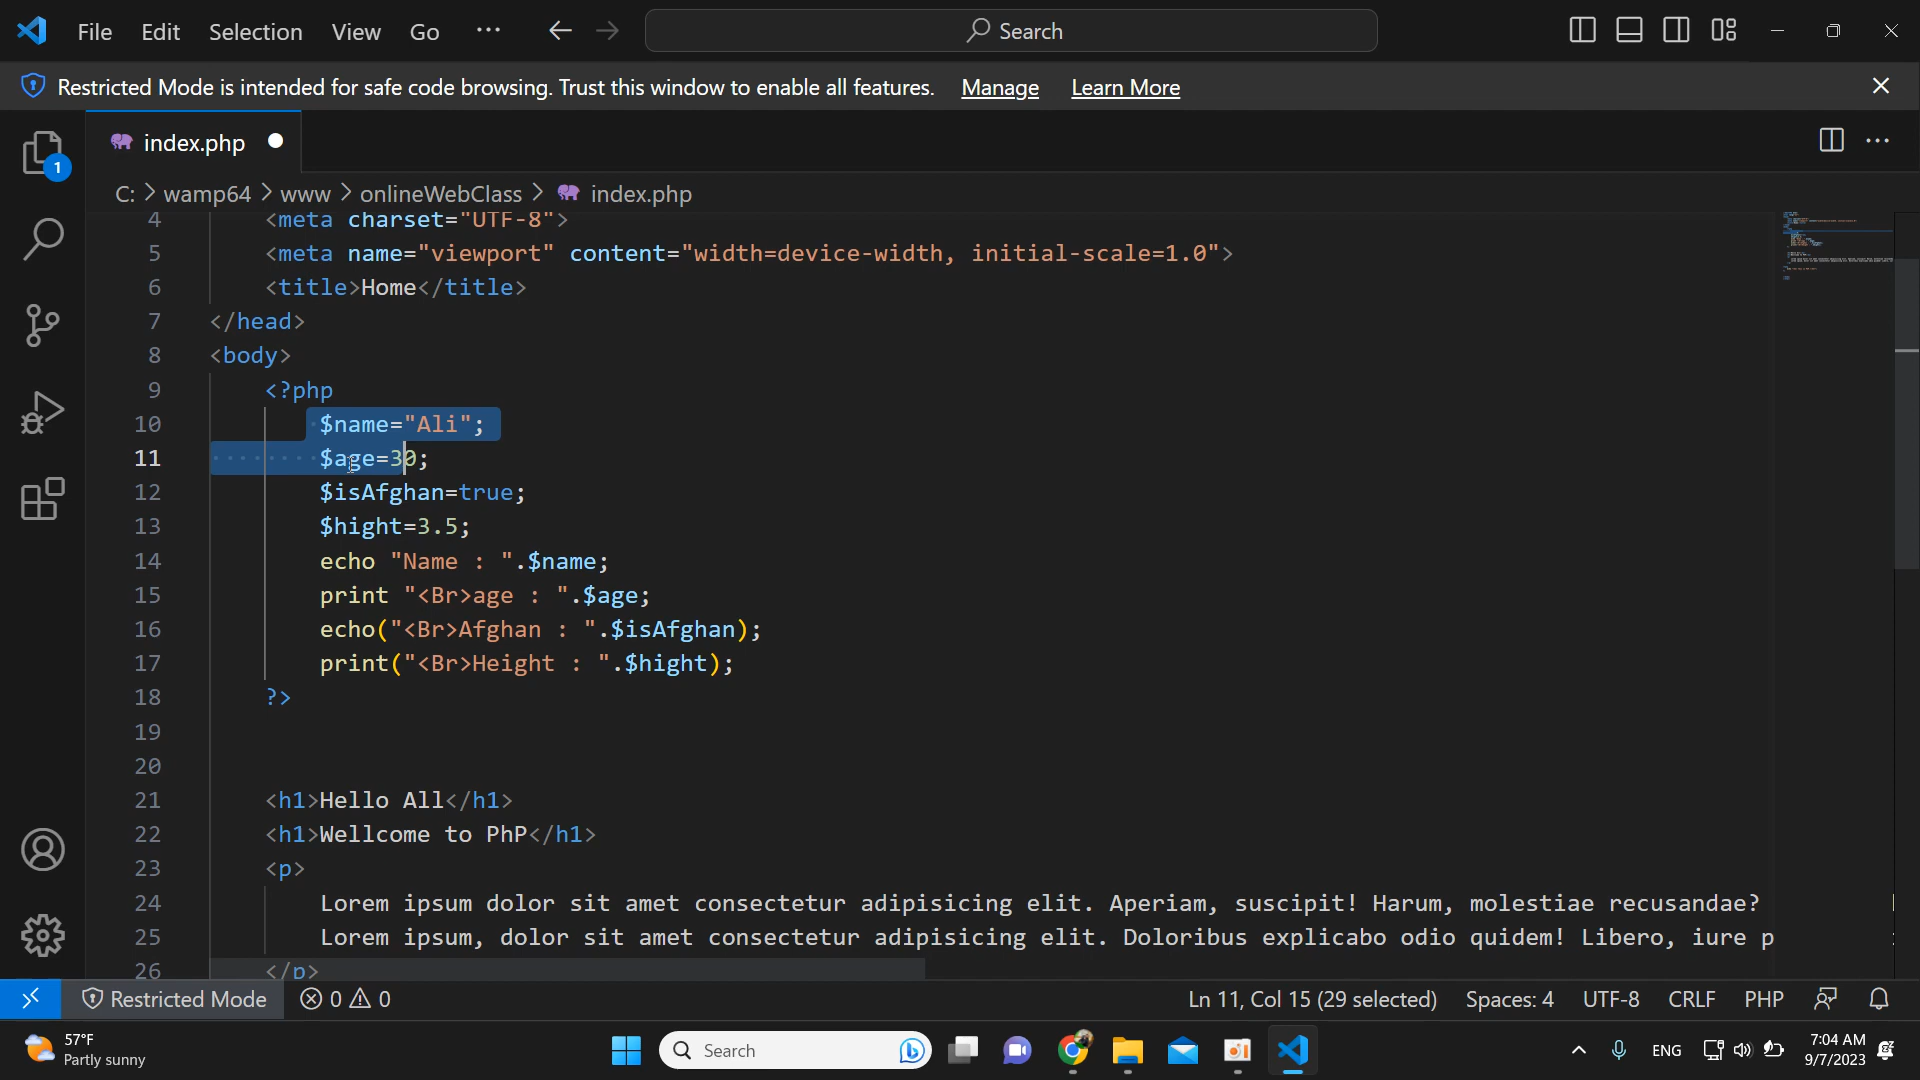 File Edit Selection View Go ··· Search
Restricted Mode is intended for safe code browsing. Trust this window to enable all features. Manage Learn More
1
index.php
C: > wamp64 > www > onlineWebClass > index.php
4 <meta charset="UTF-8">
5 <meta name="viewport" content="width=device-width, initial-scale=1.0">
6 <title>Home</title>
7 </head>
8 <body>
9 <?php
10 $name="Ali";
11 $age=30;
12 $isAfghan=true;
13 $hight=3.5;
14 echo "Name : ".$name;
15 print "<Br>age : ".$age;
16 echo("<Br>Afghan : ".$isAfghan);
17 print("<Br>Height : ".$hight);
18 ?>
19
20
21 <h1>Hello All</h1>
22 <h1>Wellcome to PhP</h1>
23 <p>
24 Lorem ipsum dolor sit amet consectetur adipisicing elit. Aperiam, suscipit! Harum, molestiae recusandae?
25 Lorem ipsum, dolor sit amet consectetur adipisicing elit. Doloribus explicabo odio quidem! Libero, iure p
26 </p>
Restricted Mode 0 0 Ln 11, Col 15 (29 selected) Spaces: 4 UTF-8 CRLF PHP
57°F
Partly sunny
Search
ENG
7:04 AM
9/7/2023